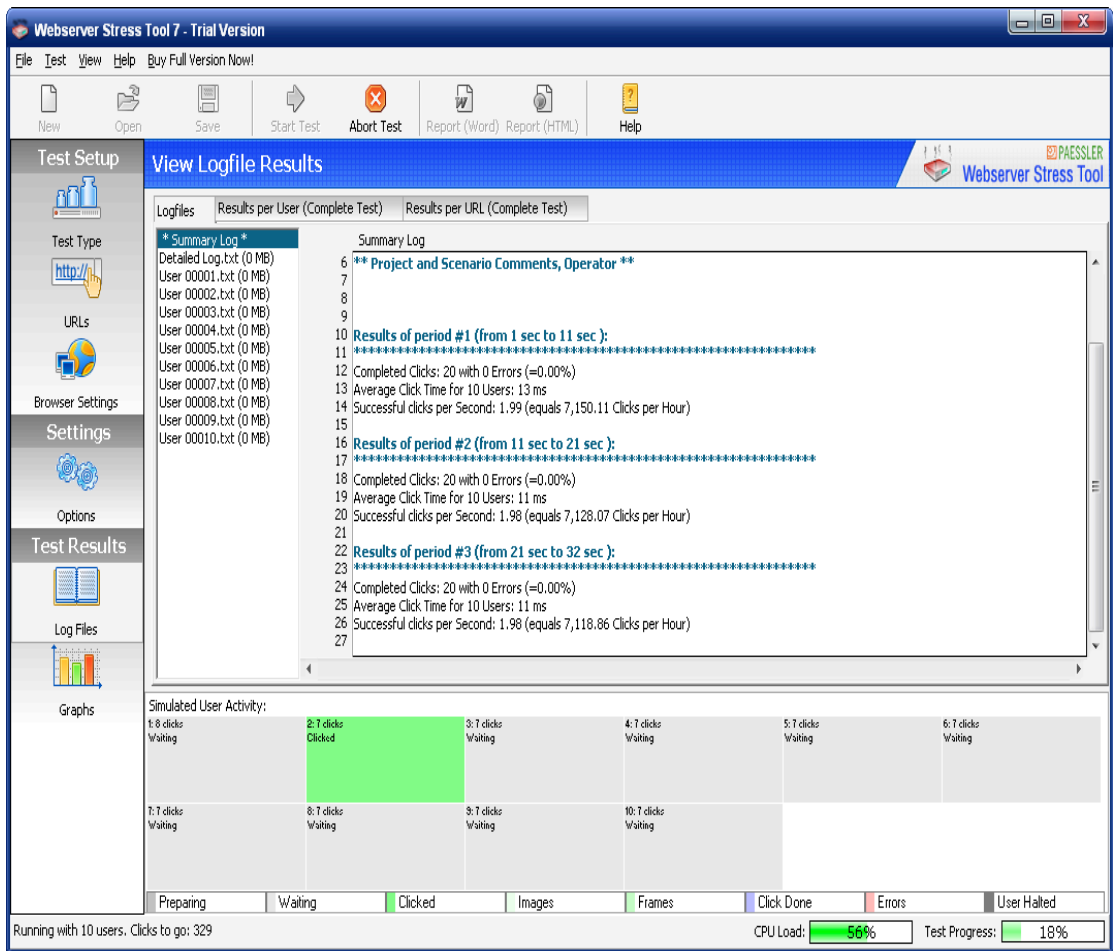 Webserver Stress Tool 7 - Trial Version
File Test View Help Buy Full Version Now!
New Open Save Start Test Abort Test Report (Word) Report (HTML) Help
Test Setup
Test Type
http://
URLs
Browser Settings
Settings
Options
Test Results
Log Files
Graphs
View Logfile Results
PAESSLER
Webserver Stress Tool
Logfiles Results per User (Complete Test) Results per URL (Complete Test)
* Summary Log *
Detailed Log.txt (0 MB)
User 00001.txt (0 MB)
User 00002.txt (0 MB)
User 00003.txt (0 MB)
User 00004.txt (0 MB)
User 00005.txt (0 MB)
User 00006.txt (0 MB)
User 00007.txt (0 MB)
User 00008.txt (0 MB)
User 00009.txt (0 MB)
User 00010.txt (0 MB)
Summary Log
6 ** Project and Scenario Comments, Operator **
7
8
9
10 Results of period #1 (from 1 sec to 11 sec ):
11 **********************************************************************
12 Completed Clicks: 20 with 0 Errors (=0.00%)
13 Average Click Time for 10 Users: 13 ms
14 Successful clicks per Second: 1.99 (equals 7,150.11 Clicks per Hour)
15
16 Results of period #2 (from 11 sec to 21 sec ):
17 **********************************************************************
18 Completed Clicks: 20 with 0 Errors (=0.00%)
19 Average Click Time for 10 Users: 11 ms
20 Successful clicks per Second: 1.98 (equals 7,128.07 Clicks per Hour)
21
22 Results of period #3 (from 21 sec to 32 sec ):
23 **********************************************************************
24 Completed Clicks: 20 with 0 Errors (=0.00%)
25 Average Click Time for 10 Users: 11 ms
26 Successful clicks per Second: 1.98 (equals 7,118.86 Clicks per Hour)
27
Simulated User Activity:
1: 8 clicks 2: 7 clicks 3: 7 clicks 4: 7 clicks 5: 7 clicks 6: 7 clicks
Waiting Clicked Waiting Waiting Waiting Waiting
7: 7 clicks 8: 7 clicks 9: 7 clicks 10: 7 clicks
Waiting Waiting Waiting Waiting
Preparing Waiting Clicked Images Frames Click Done Errors User Halted
Running with 10 users. Clicks to go: 329 CPU Load: 56% Test Progress: 18%